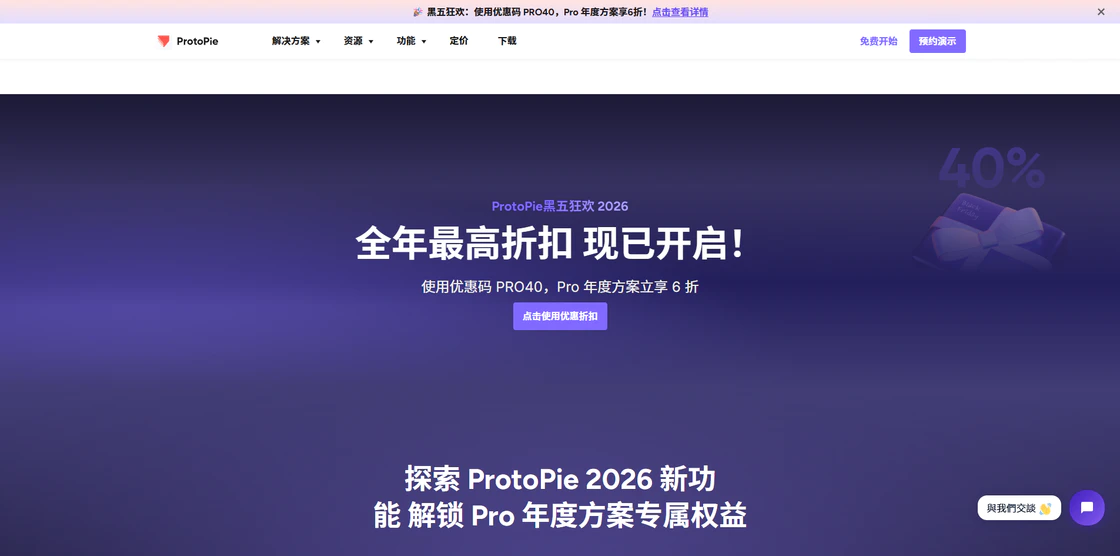 🎉 黑五狂欢：使用优惠码 PRO40，Pro 年度方案享6折！点击查看详情
ProtoPie 解决方案 资源 功能 定价 下载 免费开始 预约演示
40%
ProtoPie黑五狂欢 2026
全年最高折扣 现已开启！
使用优惠码 PRO40，Pro 年度方案立享 6 折
点击使用优惠折扣
探索 ProtoPie 2026 新功
能 解锁 Pro 年度方案专属权益
與我們交談 👋